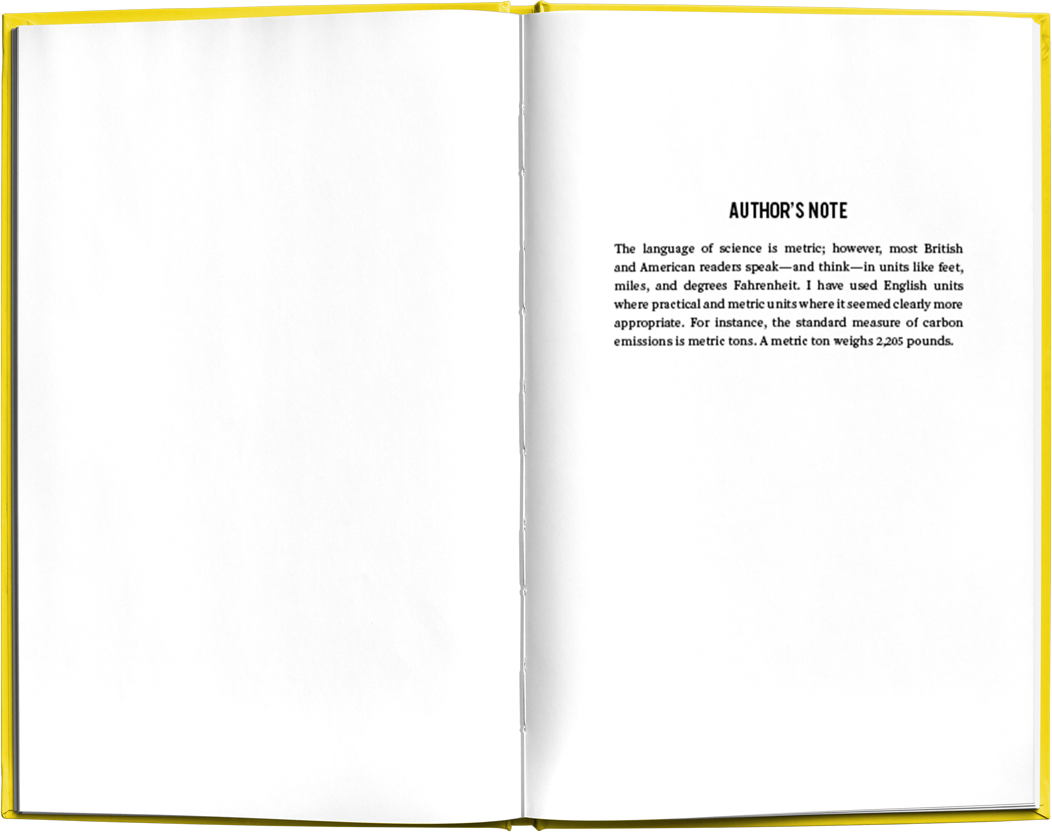 AUTHOR'S NOTE
The language of science is metric; however, most British
and American readers speak—and think—in units like feet,
miles, and degrees Fahrenheit. I have used English units
where practical and metric units where it seemed clearly more
appropriate. For instance, the standard measure of carbon
emissions is metric tons. A metric ton weighs 2,205 pounds.